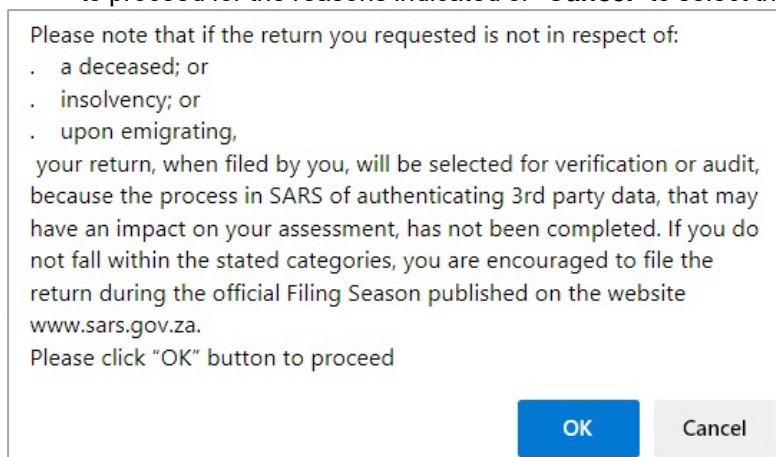 Please note that if the return you requested is not in respect of:
. a deceased; or
. insolvency; or
. upon emigrating,
your return, when filed by you, will be selected for verification or audit,
because the process in SARS of authenticating 3rd party data, that may
have an impact on your assessment, has not been completed. If you do
not fall within the stated categories, you are encouraged to file the
return during the official Filing Season published on the website
www.sars.gov.za.
Please click “OK” button to proceed
OK Cancel